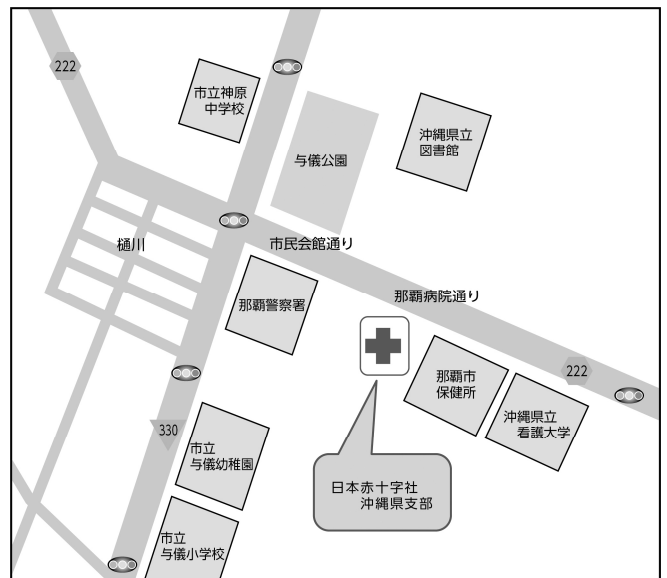 222
市立神原
中学校
与儀公園
沖縄県立
図書館
樋川
市民会館通り
那覇病院通り
那覇警察署
那覇市
保健所
222
沖縄県立
看護大学
330
市立
与儀幼稚園
日本赤十字社
沖縄県支部
市立
与儀小学校